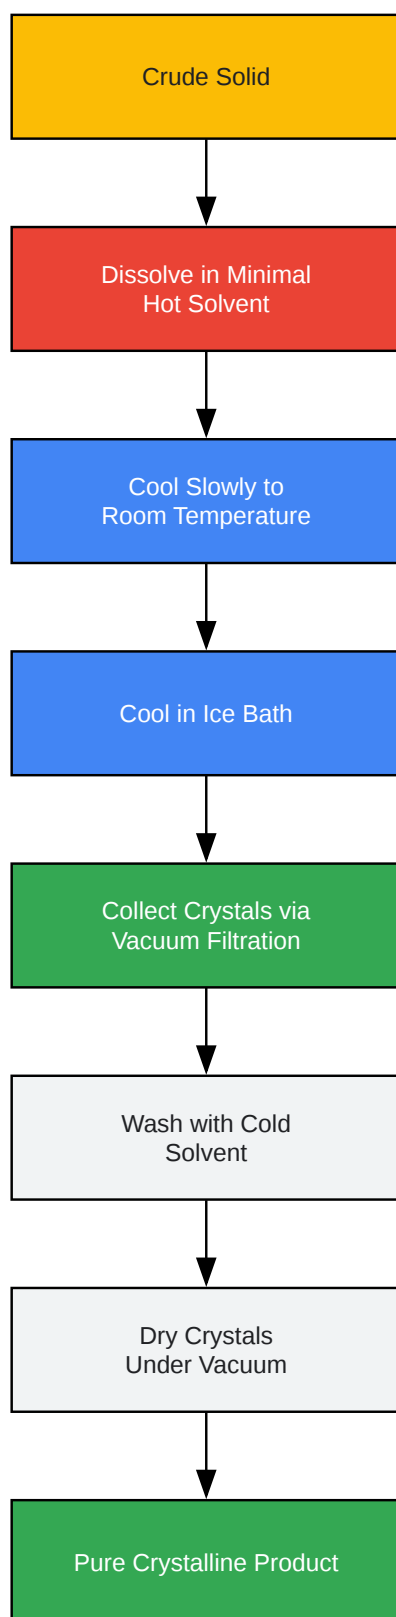 Crude Solid
Dissolve in Minimal
Hot Solvent
Cool Slowly to
Room Temperature
Cool in Ice Bath
Collect Crystals via
Vacuum Filtration
Wash with Cold
Solvent
Dry Crystals
Under Vacuum
Pure Crystalline Product